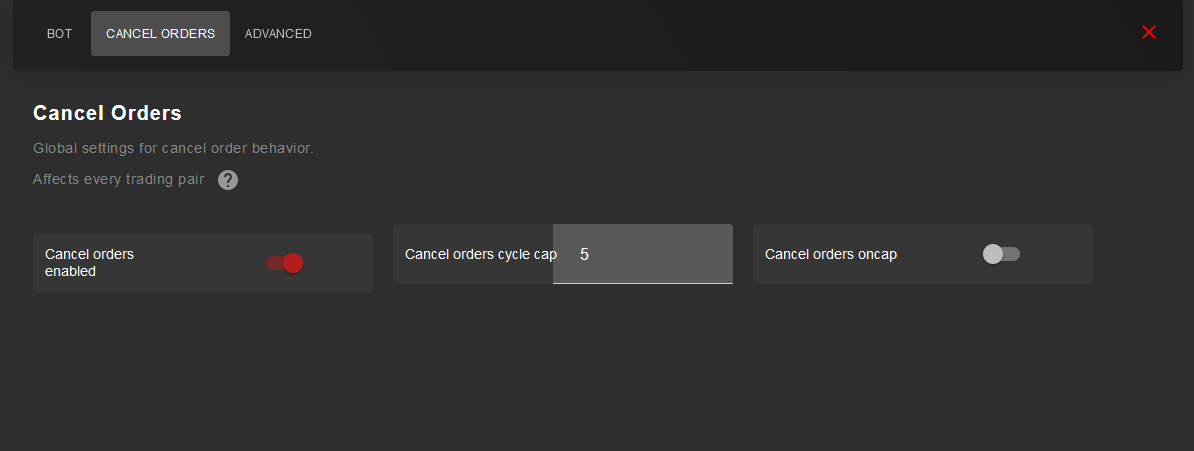 BOT CANCEL ORDERS ADVANCED
Cancel Orders
Global settings for cancel order behavior.
Affects every trading pair ?
Cancel orders
enabled
Cancel orders cycle cap 5
Cancel orders oncap